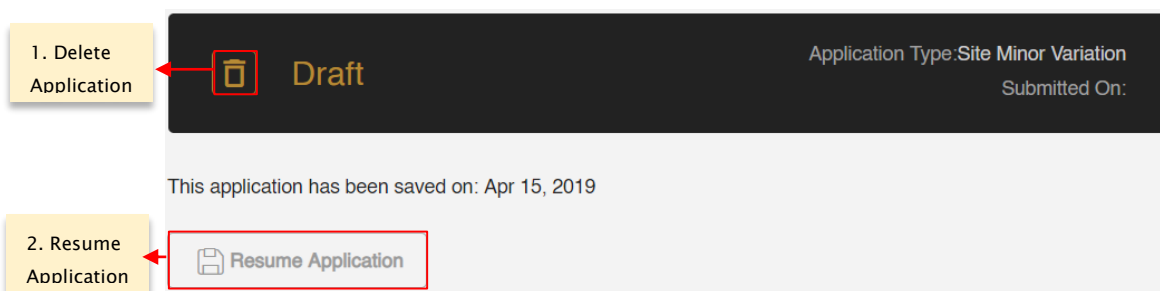 1. Delete
Application
Draft
Application Type:Site Minor Variation
Submitted On:
This application has been saved on: Apr 15, 2019
2. Resume
Application
Resume Application